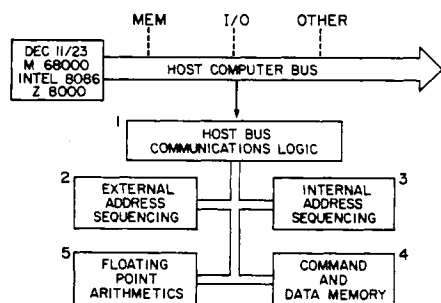 MEM I/O OTHER
DEC 11/23
M 68000
INTEL 8086
Z 8000
HOST COMPUTER BUS
1
HOST BUS
COMMUNICATIONS LOGIC
2
EXTERNAL
ADDRESS
SEQUENCING
3
INTERNAL
ADDRESS
SEQUENCING
5
FLOATING
POINT
ARITHMETICS
4
COMMAND
AND
DATA MEMORY